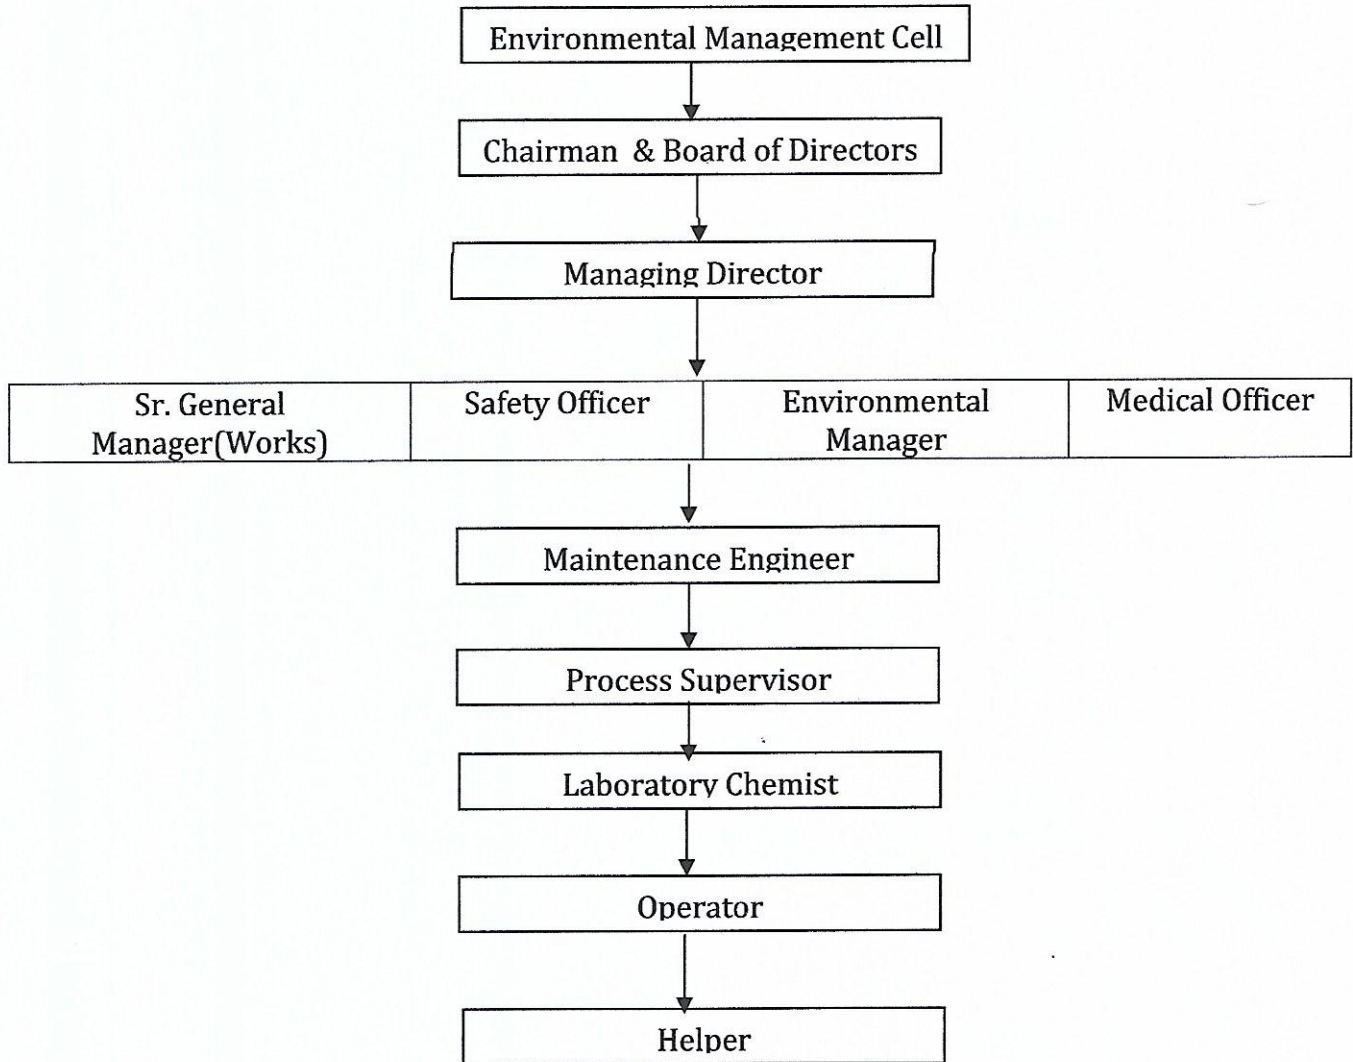 Environmental Management Cell
Chairman & Board of Directors
Managing Director
Sr. General
Manager(Works)
Safety Officer
Environmental
Manager
Medical Officer
Maintenance Engineer
Process Supervisor
Laboratory Chemist
Operator
Helper